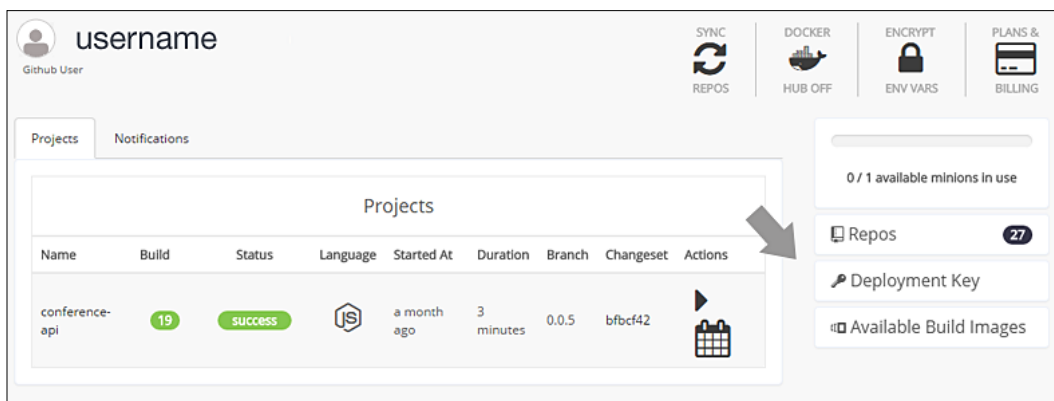 username
Github User
SYNC
REPOS
DOCKER
HUB OFF
ENCRYPT
ENV VARS
PLANS &
BILLING
Projects Notifications
0 / 1 available minions in use
Projects
Repos 27
Name Build Status Language Started At Duration Branch Changeset Actions
Deployment Key
conference-
api
19 success JS
a month
ago
3
minutes
0.0.5 bfbcf42
Available Build Images